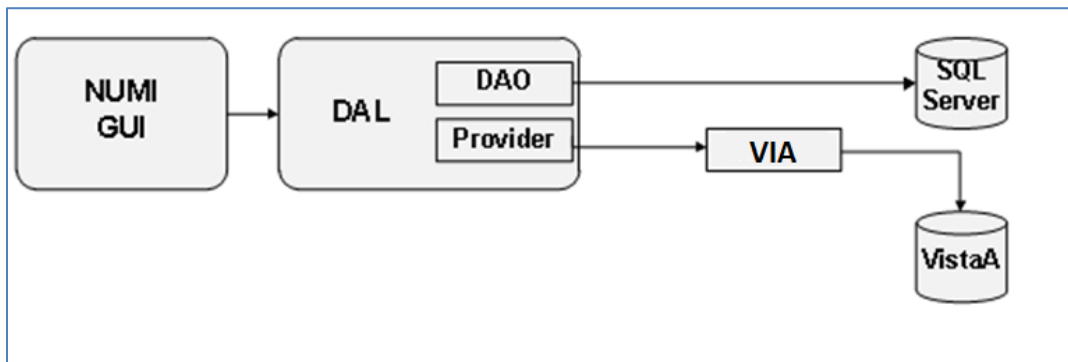 NUMI
GUI
DAL
DAO
Provider
VIA
SQL
Server
VistaA